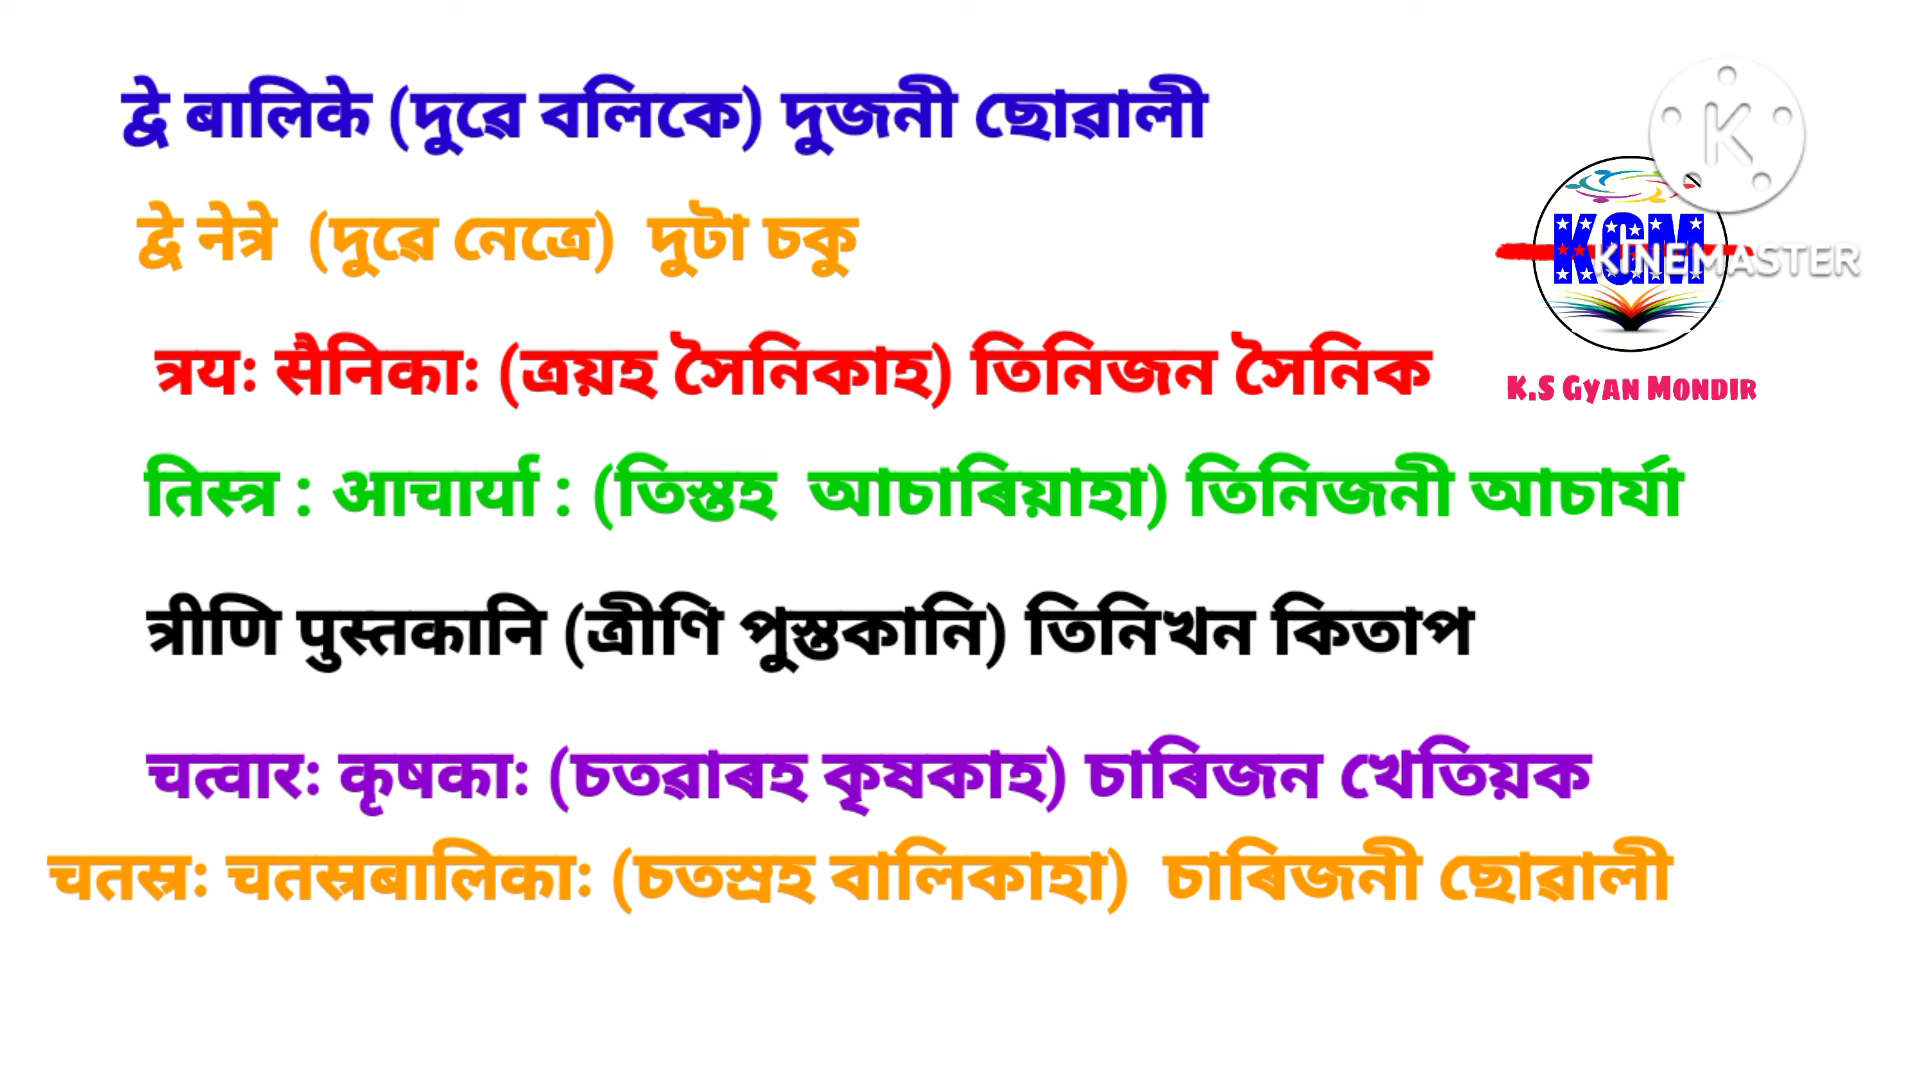 द्वे बालिके (দুৱে বলিকে) দুজনী ছোৱালী
द्वे नेत्रे (দুৱে নেত্ৰে) দুটা চকু
त्रयः सैनिकाः (ত্ৰয়হ সৈনিকাহ) তিনিজন সৈনিক
तिस्त्र : आचार्या : (তিস্তহ আচাৰিয়াহা) তিনিজনী আচাৰ্যা
त्रीणि पुस्तकानि (ত্ৰীণি পুস্তকানি) তিনিখন কিতাপ
चत्वारः कृषकाः (চতৱাৰহ কৃষকাহ) চাৰিজন খেতিয়ক
चतस्रः चतस्रबालिकाः (চতস্ৰহ বালিকাহা) চাৰিজনী ছোৱালী
K
KGM
KINEMASTER
K.S Gyan Mondir